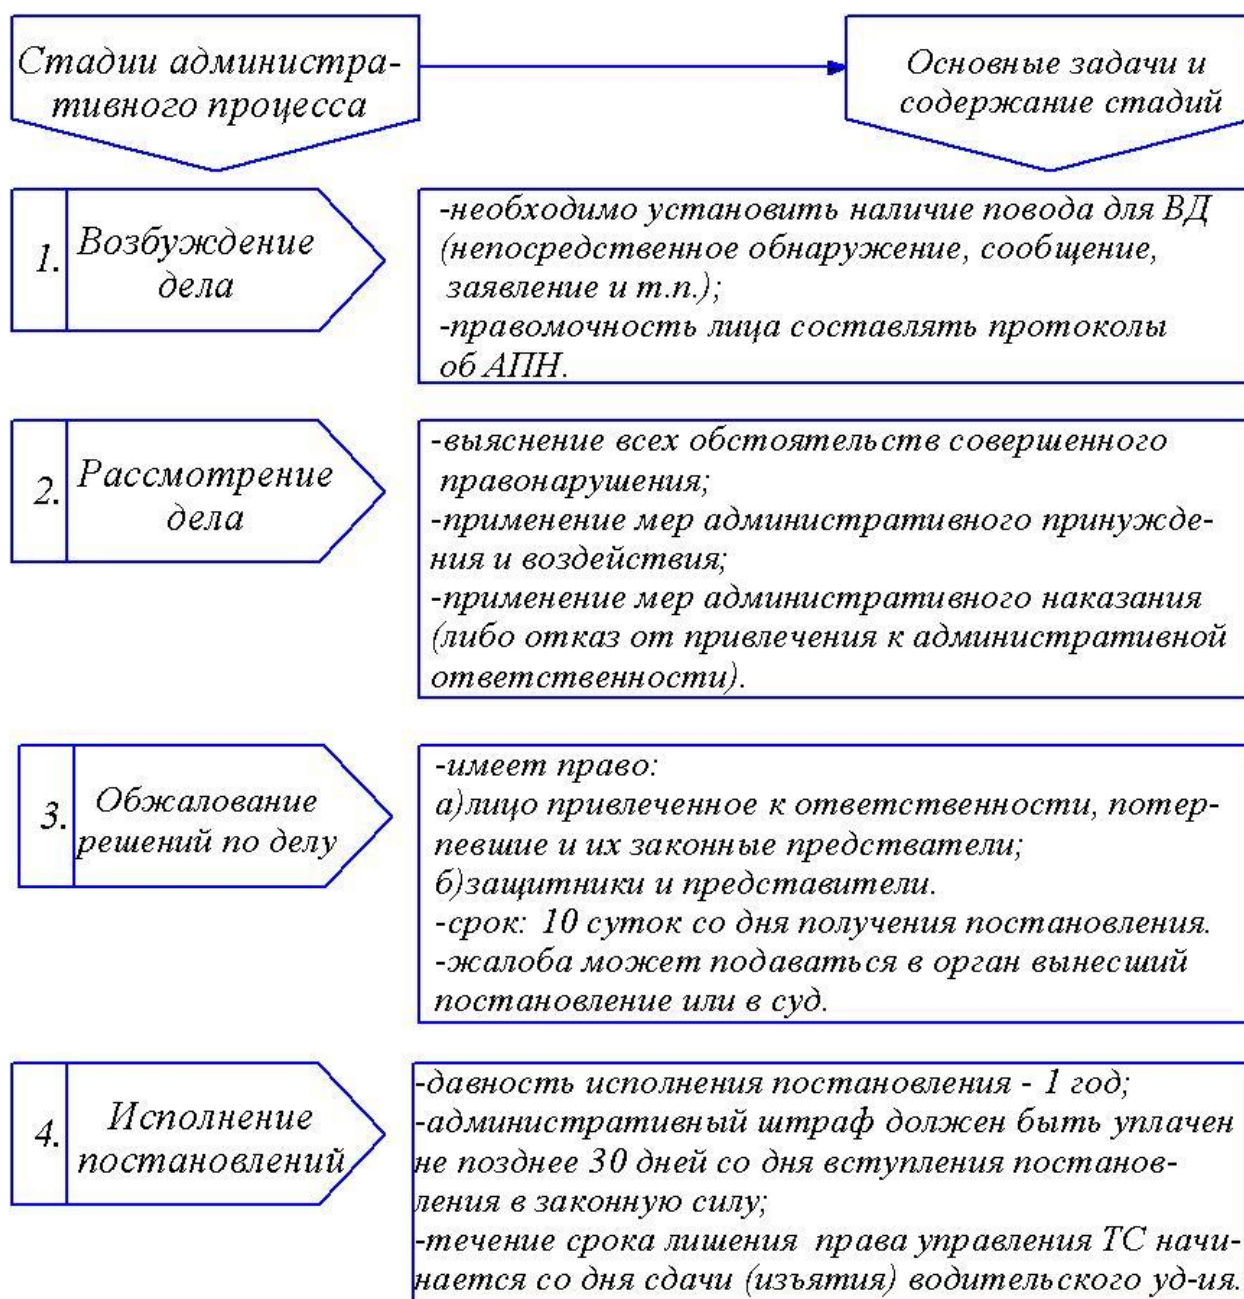 Стадии администра-
тивного процесса
Основные задачи и
содержание стадий
1.
Возбуждение
дела
-необходимо установить наличие повода для ВД
(непосредственное обнаружение, сообщение,
заявление и т.п.);
-правомочность лица составлять протоколы
об АПН.
2.
Рассмотрение
дела
-выяснение всех обстоятельств совершенного
правонарушения;
-применение мер административного принужде-
ния и воздействия;
-применение мер административного наказания
(либо отказ от привлечения к административной
ответственности).
3.
Обжалование
решений по делу
-имеет право:
а)лицо привлеченное к ответственности, потер-
певшие и их законные предстватели;
б)защитники и представители.
-срок: 10 суток со дня получения постановления.
-жалоба может подаваться в орган вынесший
постановление или в суд.
4.
Исполнение
постановлений
-давность исполнения постановления - 1 год;
-административный штраф должен быть уплачен
не позднее 30 дней со дня вступления постанов-
ления в законную силу;
-течение срока лишения права управления ТС начи-
нается со дня сдачи (изъятия) водительского уд-ия.